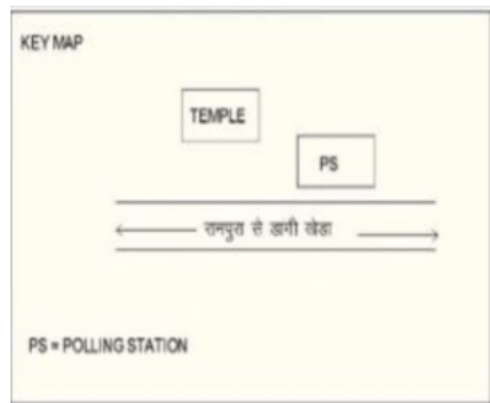 KEY MAP
TEMPLE
PS
रामपुरा से डागी खेडा
PS = POLLING STATION